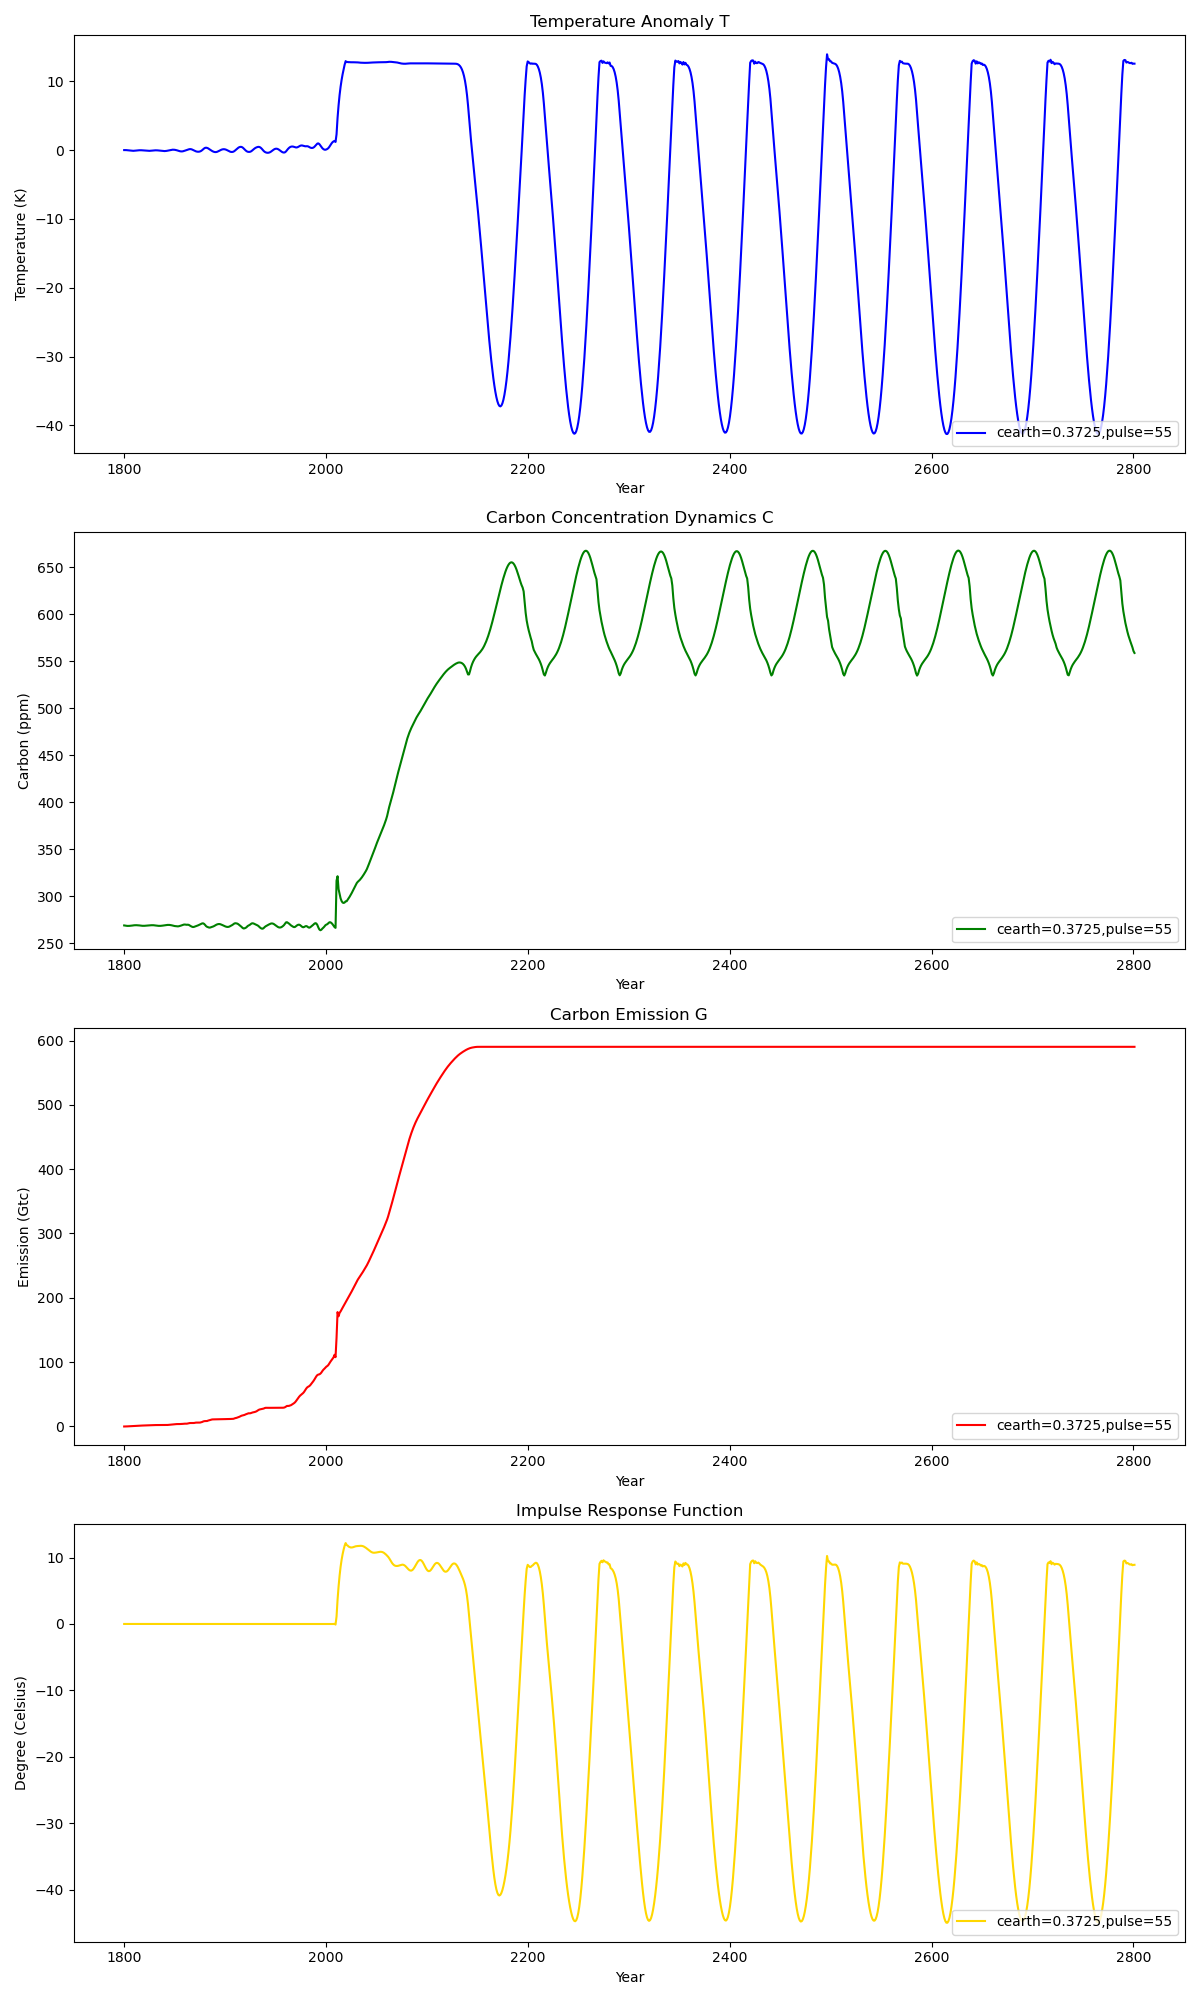 Temperature Anomaly T
10
0
−10
−20
−30
−40
Temperature (K)
cearth=0.3725,pulse=55
1800 2000 2200 2400 2600 2800
Year
Carbon Concentration Dynamics C
650
600
550
500
450
400
350
300
250
Carbon (ppm)
cearth=0.3725,pulse=55
1800 2000 2200 2400 2600 2800
Year
Carbon Emission G
600
500
400
300
200
100
0
Emission (Gtc)
cearth=0.3725,pulse=55
1800 2000 2200 2400 2600 2800
Year
Impulse Response Function
10
0
−10
−20
−30
−40
Degree (Celsius)
cearth=0.3725,pulse=55
1800 2000 2200 2400 2600 2800
Year